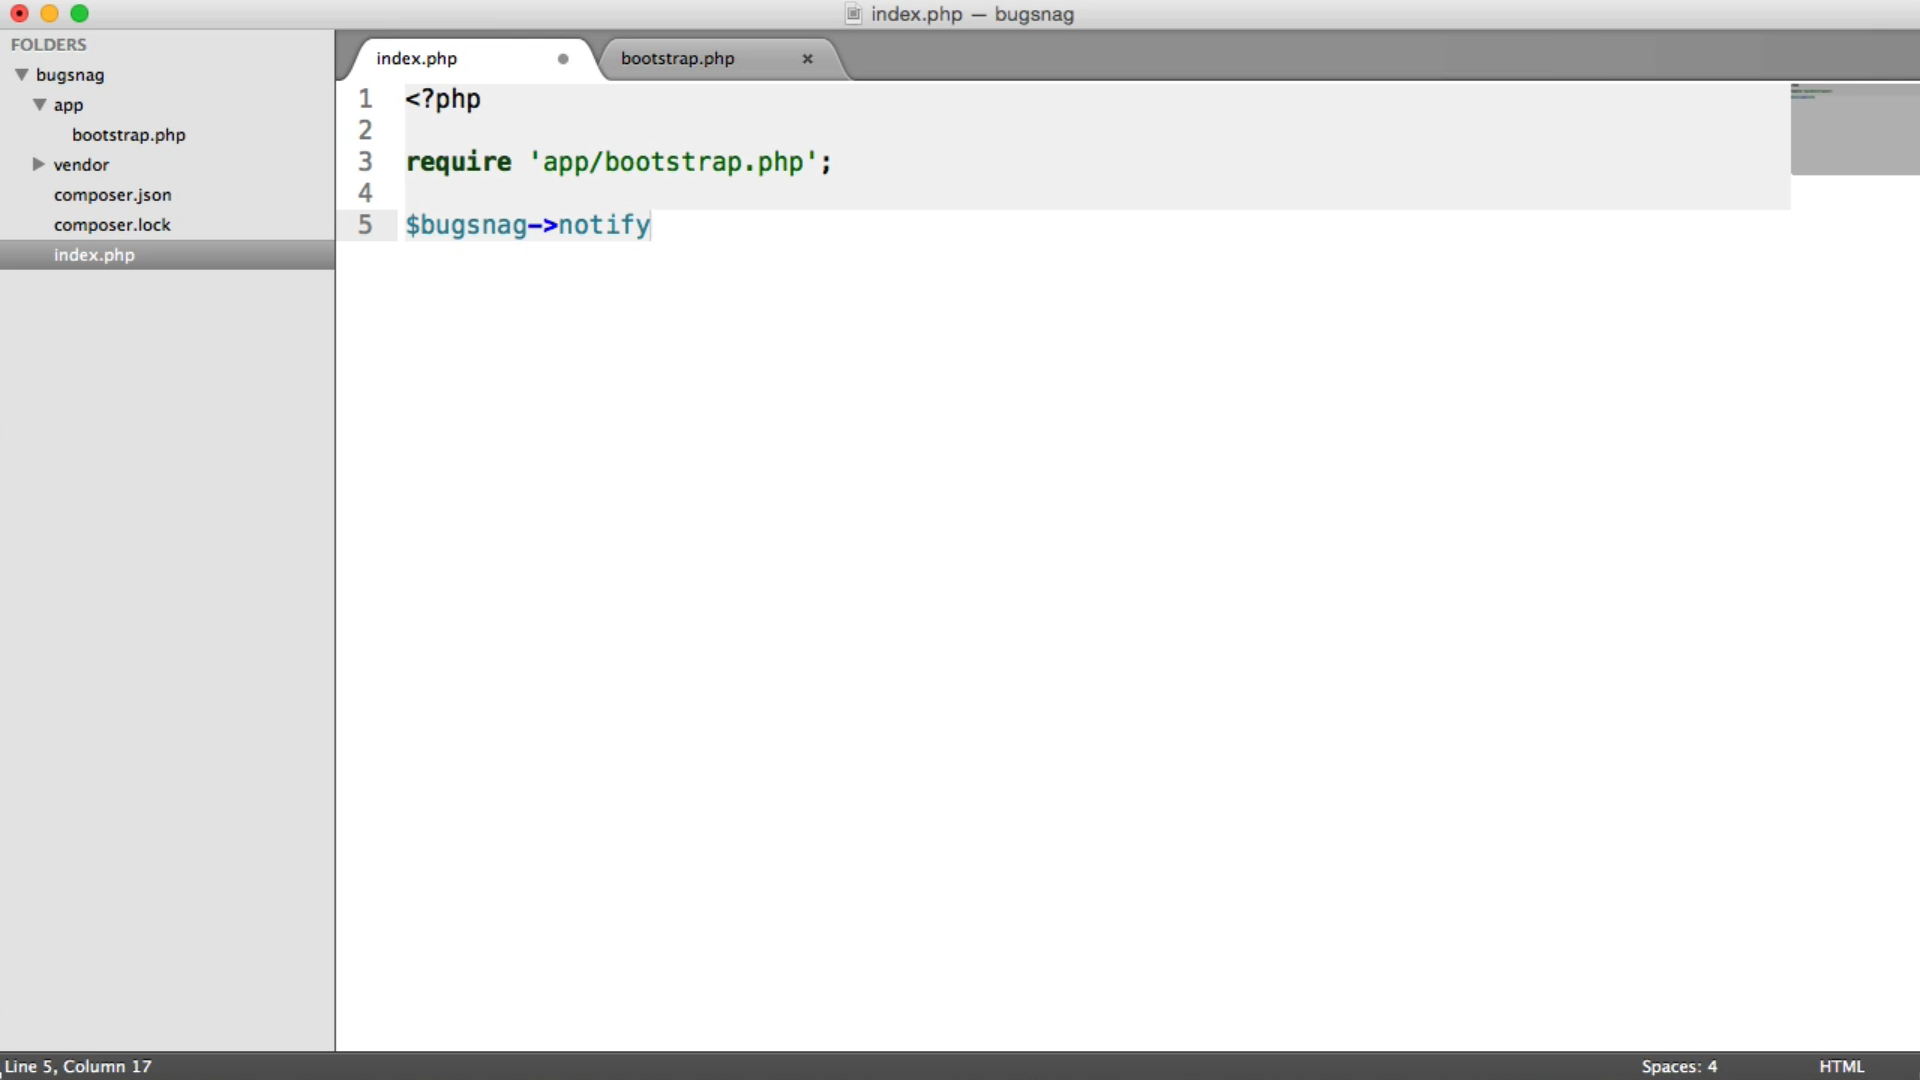 index.php — bugsnag
FOLDERS
bugsnag
app
bootstrap.php
vendor
composer.json
composer.lock
index.php
index.php
bootstrap.php
1 <?php
2
3 require 'app/bootstrap.php';
4
5 $bugsnag->notify
Line 5, Column 17
Spaces: 4
HTML